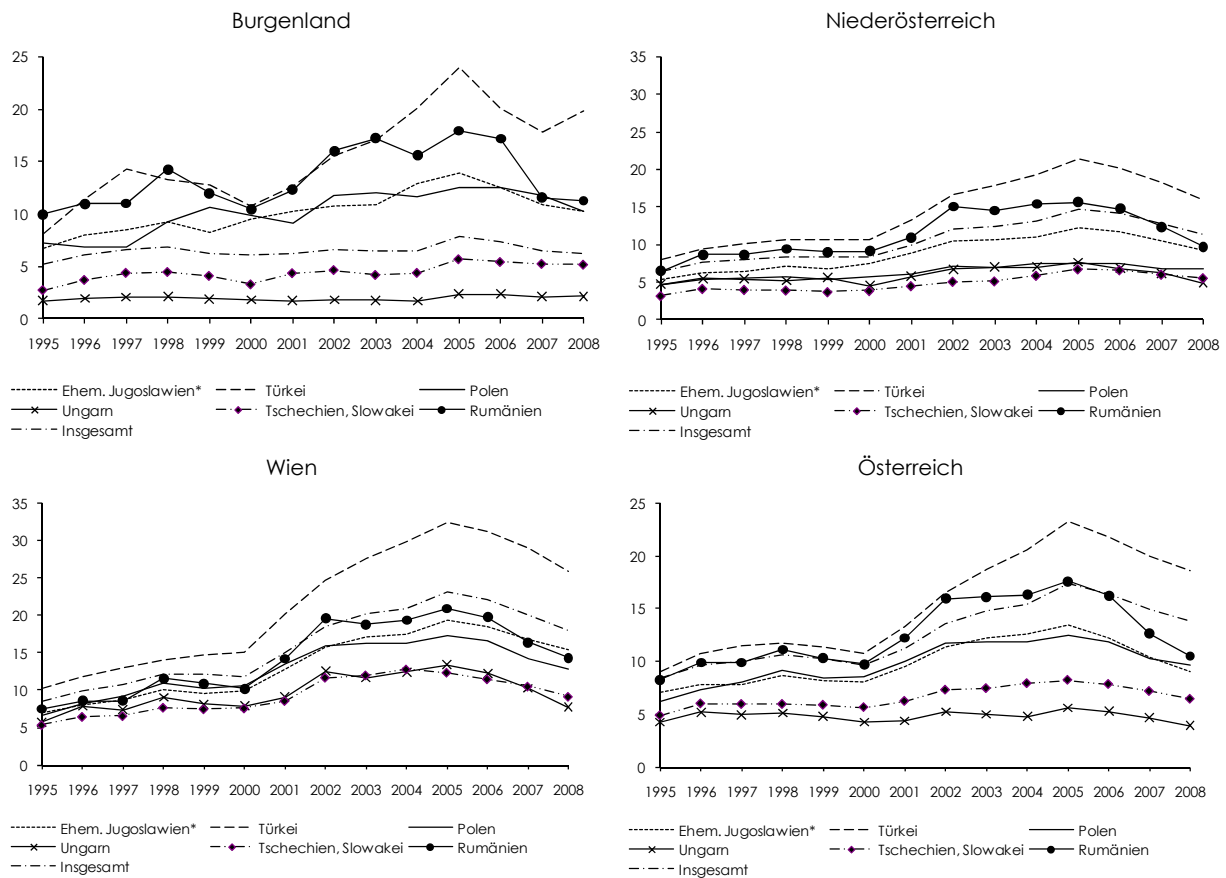 Burgenland
25
20
15
10
5
0
1995 1996 1997 1998 1999 2000 2001 2002 2003 2004 2005 2006 2007 2008
Ehem. Jugoslawien* Türkei Polen
Ungarn Tschechien, Slowakei Rumänien
Insgesamt
Niederösterreich
35
30
25
20
15
10
5
0
1995 1996 1997 1998 1999 2000 2001 2002 2003 2004 2005 2006 2007 2008
Ehem. Jugoslawien* Türkei Polen
Ungarn Tschechien, Slowakei Rumänien
Insgesamt
Wien
35
30
25
20
15
10
5
0
1995 1996 1997 1998 1999 2000 2001 2002 2003 2004 2005 2006 2007 2008
Ehem. Jugoslawien* Türkei Polen
Ungarn Tschechien, Slowakei Rumänien
Insgesamt
Österreich
25
20
15
10
5
0
1995 1996 1997 1998 1999 2000 2001 2002 2003 2004 2005 2006 2007 2008
Ehem. Jugoslawien* Türkei Polen
Ungarn Tschechien, Slowakei Rumänien
Insgesamt